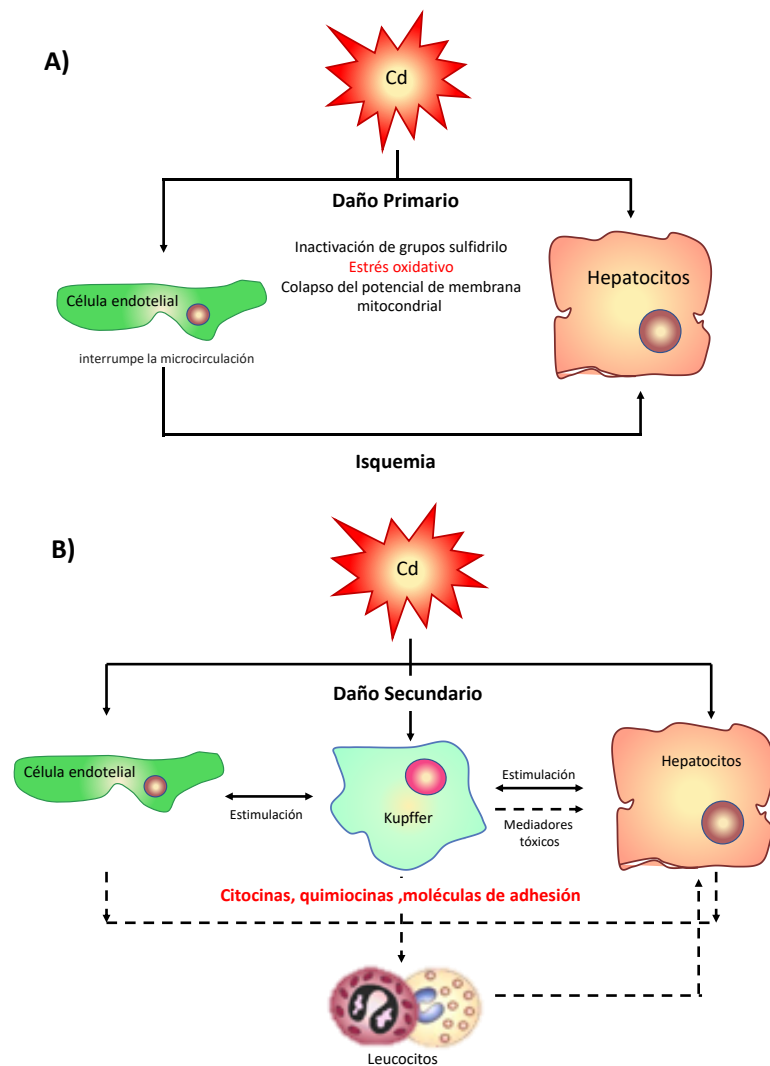 A)
Cd
Daño Primario
Inactivación de grupos sulfidrilo
Estrés oxidativo
Colapso del potencial de membrana
mitocondrial
Célula endotelial
Hepatocitos
interrumpe la microcirculación
Isquemia
B)
Cd
Daño Secundario
Célula endotelial
Estimulación
Kupffer
Estimulación
Mediadores
tóxicos
Hepatocitos
Citocinas, quimiocinas ,moléculas de adhesión
Leucocitos